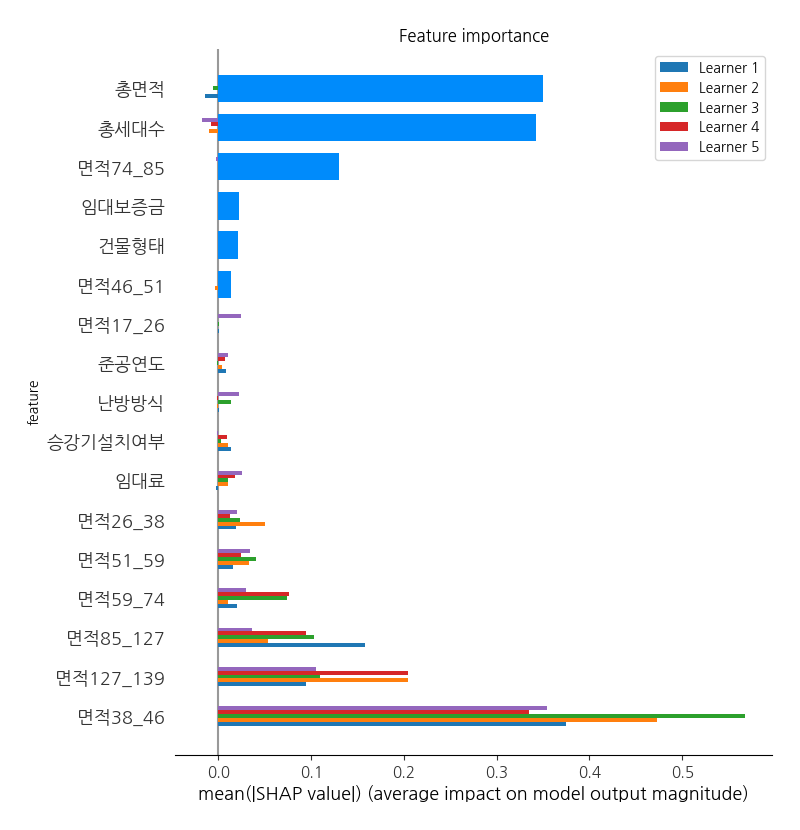 Feature importance
Learner 1
Learner 2
Learner 3
Learner 4
Learner 5
총면적
총세대수
면적74_85
임대보증금
건물형태
면적46_51
면적17_26
준공연도
난방방식
승강기설치여부
임대료
면적26_38
면적51_59
면적59_74
면적85_127
면적127_139
면적38_46
feature
0.0 0.1 0.2 0.3 0.4 0.5
mean(|SHAP value|) (average impact on model output magnitude)